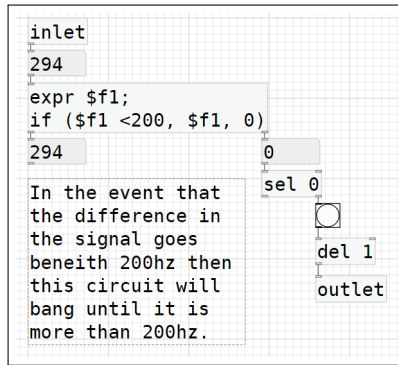 inlet
294
expr $f1;
if ($f1 <200, $f1, 0)
294
0
sel 0
In the event that
the difference in
the signal goes
beneith 200hz then
this circuit will
bang until it is
more than 200hz.
del 1
outlet